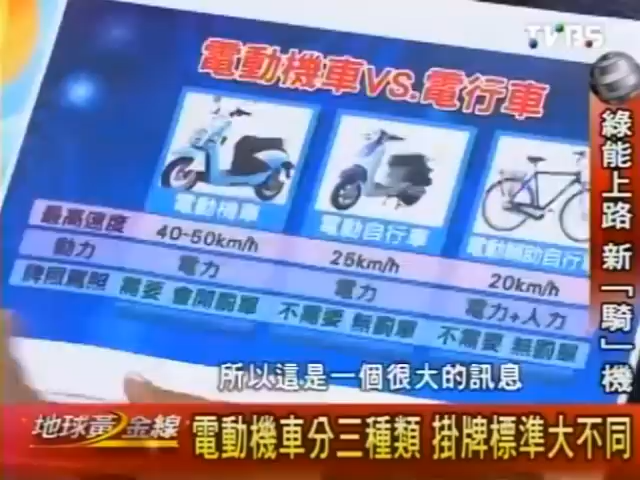 TVBS
電動機車VS.電行車
電動機車
電動自行車
電動輔助自行
最高速度 40-50km/h 25km/h 20km/h
動力 電力 電力 電力+人力
牌照駕照 需要 會開罰單 不需要 無罰單 不需要 無罰單
綠能上路 新「騎」機
所以這是一個很大的訊息
地球黃金線
電動機車分三種類 掛牌標準大不同